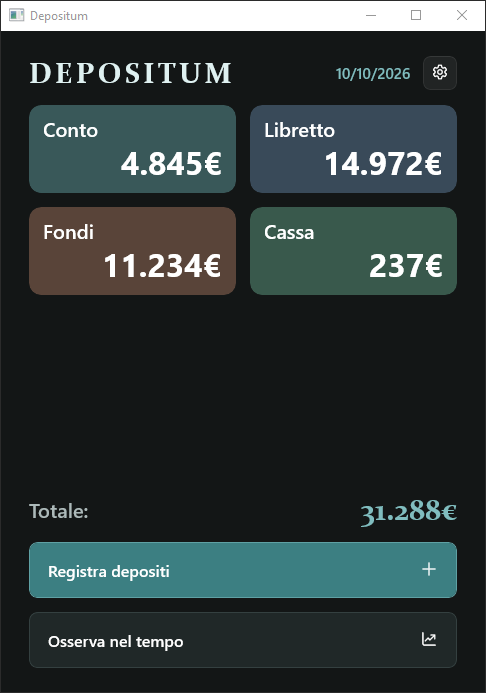 Depositum
DEPOSITUM
10/10/2026
Conto
4.845€
Libretto
14.972€
Fondi
11.234€
Cassa
237€
Totale:
31.288€
Registra depositi
Osserva nel tempo